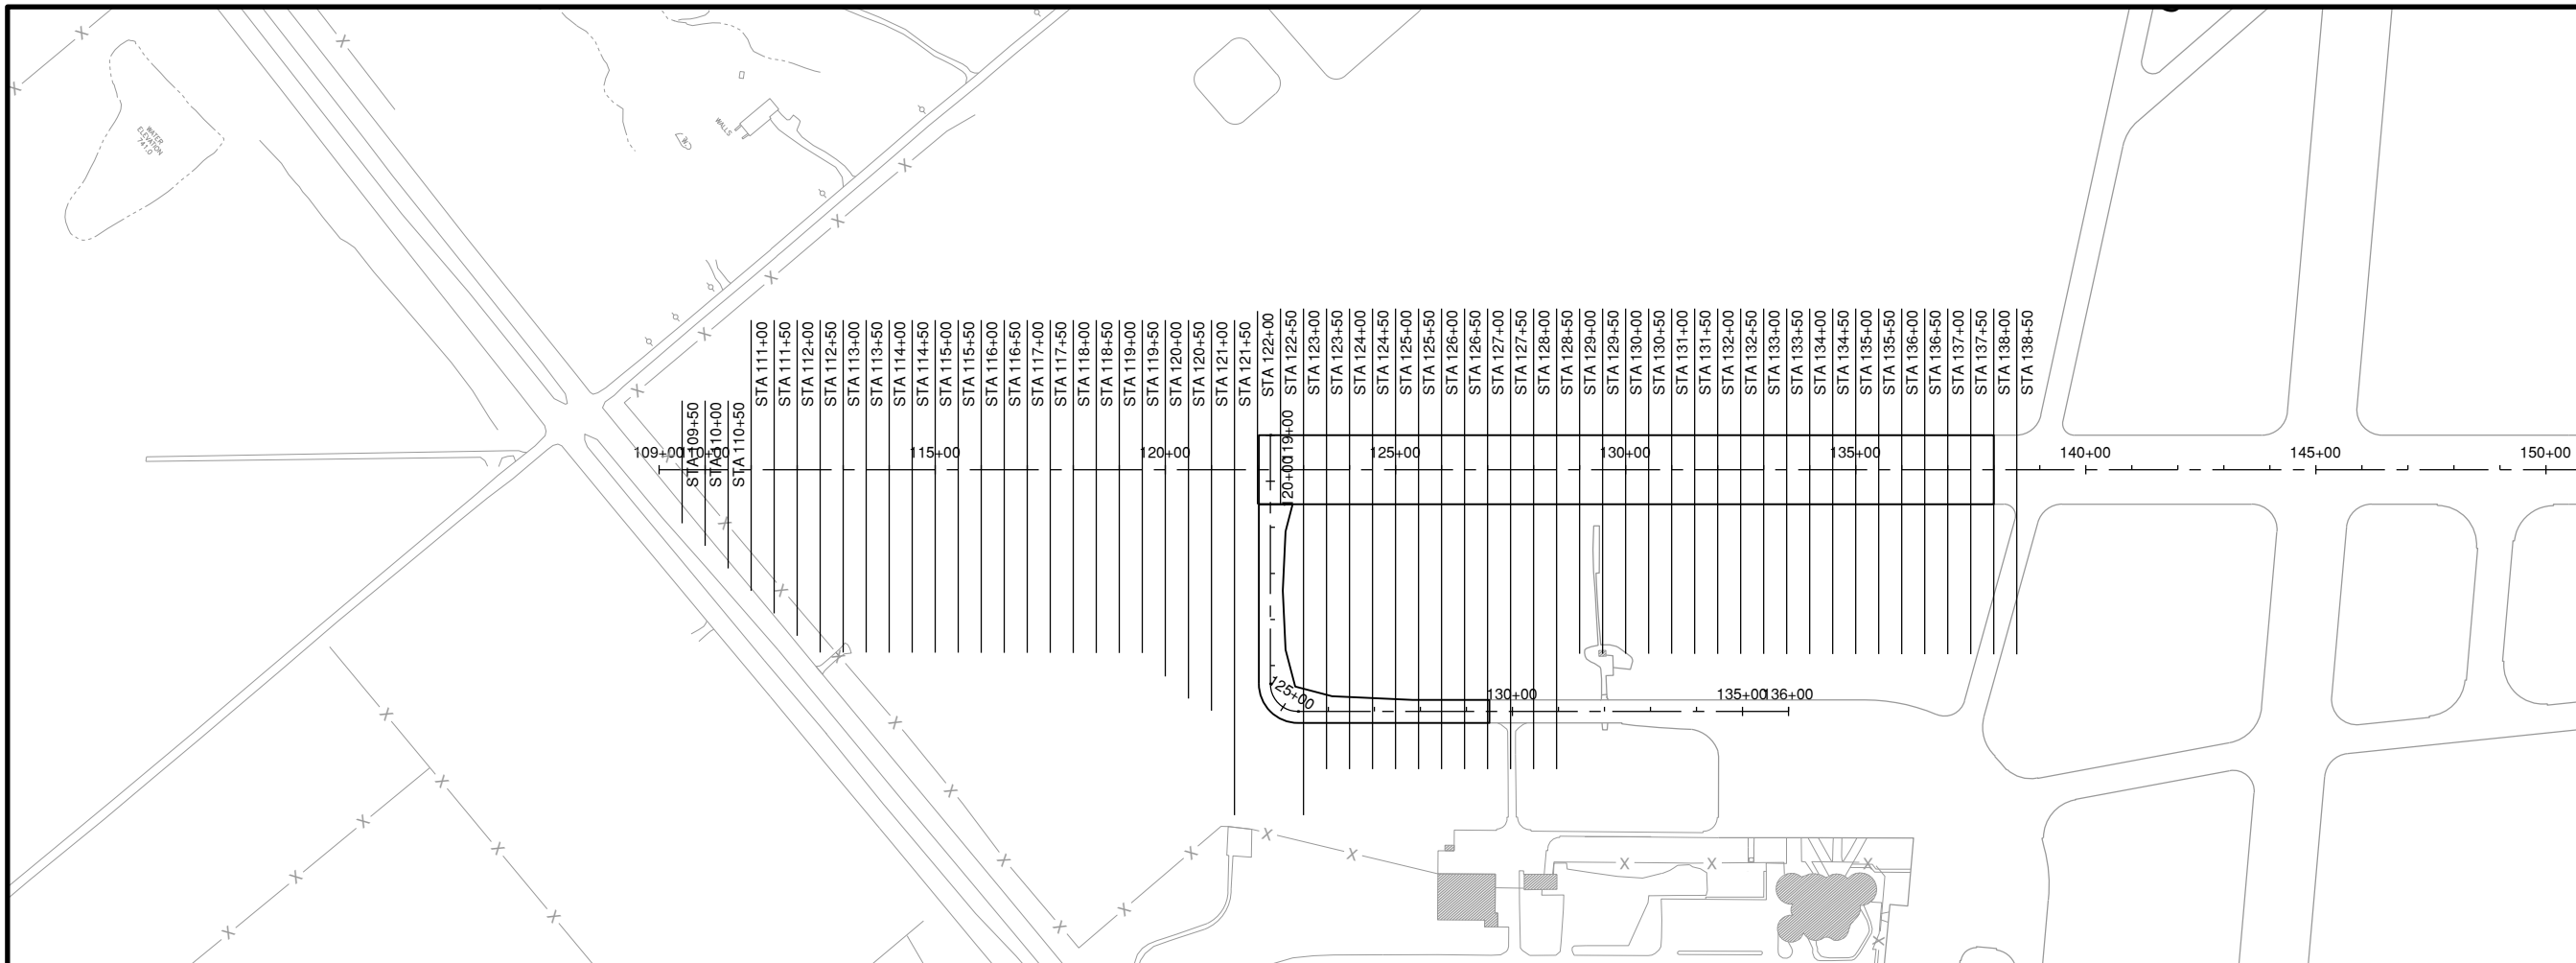 WATER
ELEVATION
741.0
WALLS
STA 109+50
STA 110+00
STA 110+50
STA 111+00
STA 111+50
STA 112+00
STA 112+50
STA 113+00
STA 113+50
STA 114+00
STA 114+50
STA 115+00
STA 115+50
STA 116+00
STA 116+50
STA 117+00
STA 117+50
STA 118+00
STA 118+50
STA 119+00
STA 119+50
STA 120+00
STA 120+50
STA 121+00
STA 121+50
STA 122+00
STA 122+50
STA 123+00
STA 123+50
STA 124+00
STA 124+50
STA 125+00
STA 125+50
STA 126+00
STA 126+50
STA 127+00
STA 127+50
STA 128+00
STA 128+50
STA 129+00
STA 129+50
STA 130+00
STA 130+50
STA 131+00
STA 131+50
STA 132+00
STA 132+50
STA 133+00
STA 133+50
STA 134+00
STA 134+50
STA 135+00
STA 135+50
STA 136+00
STA 136+50
STA 137+00
STA 137+50
STA 138+00
STA 138+50
109+00
110+00
115+00
120+00
125+00
130+00
135+00
140+00
145+00
150+00
119+00
120+00
125+00
130+00
135+00
136+00